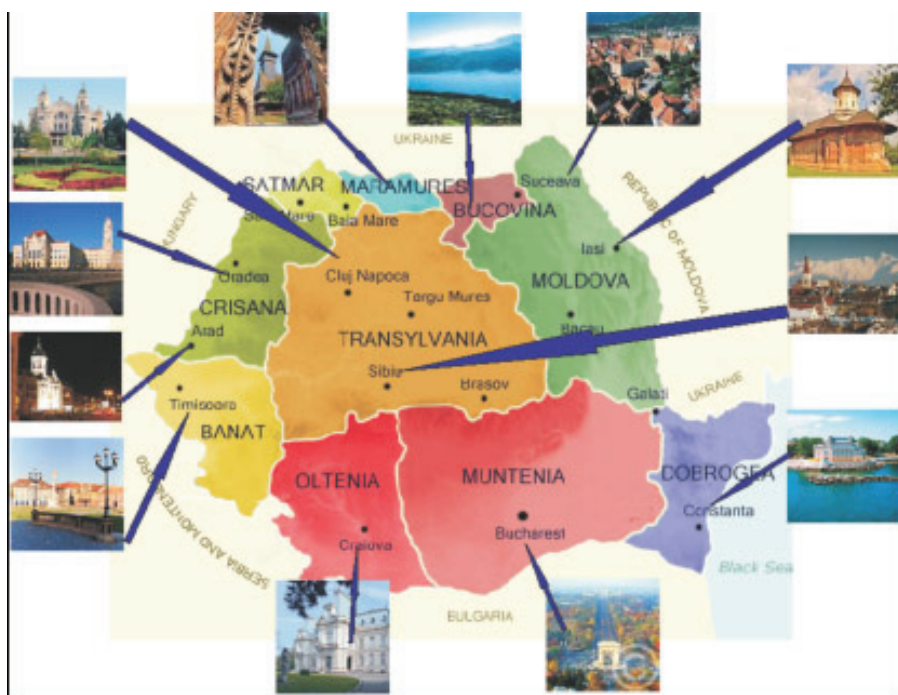 UKRAINE
SATMAR
MARAMURES
Suceava
BUCOVINA
Baia Mare
HUNGARY
REPUBLIC OF MOLDOVA
Iasi
Oradea
Cluj Napoca
MOLDOVA
CRISANA
Targu Mures
Arad
TRANSYLVANIA
Bacau
Sibiu
Brasov
Timisoara
Galati
UKRAINE
BANAT
OLTENIA
MUNTENIA
DOBROGEA
SERBIA AND MONTENEGRO
Craiova
Bucharest
Constanta
Black Sea
BULGARIA